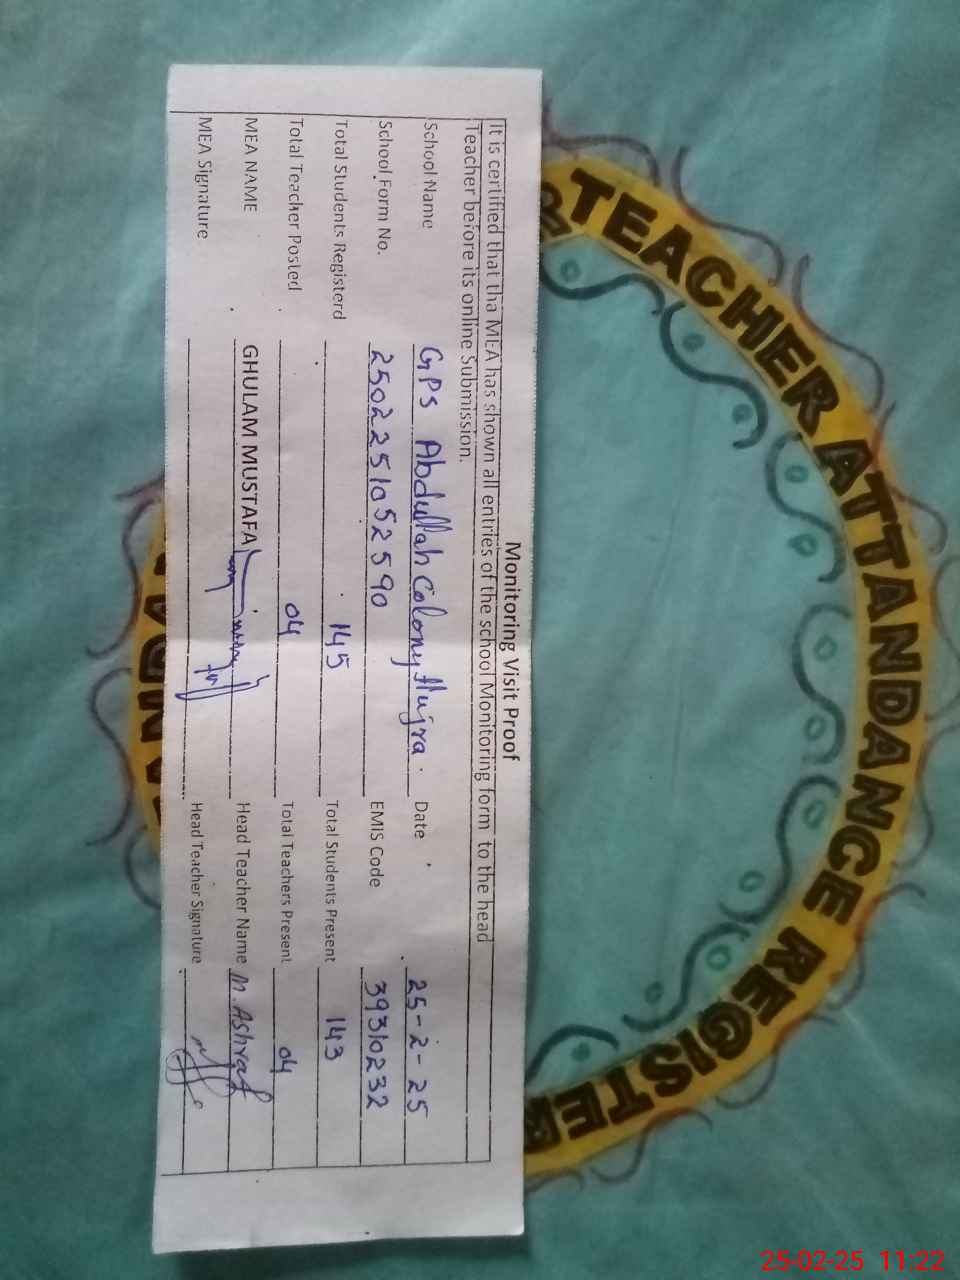 Monitoring Visit Proof
It is certified that tha MEA has shown all entries of the school Monitoring form to the head
Teacher before its online Submission.
School Name GPS Abdullah Colony Hujra. Date 25-2-25
School Form No. 25022510525 90 EMIS Code 39310232
Total Students Registerd 145 Total Students Present 143
Total Teacher Posted 04 Total Teachers Present 04
MEA NAME GHULAM MUSTAFA Head Teacher Name M. Ashraf
MEA Signature Head Teacher Signature
TEACHER ATTANDANCE REGISTER
25-02-25 11:22